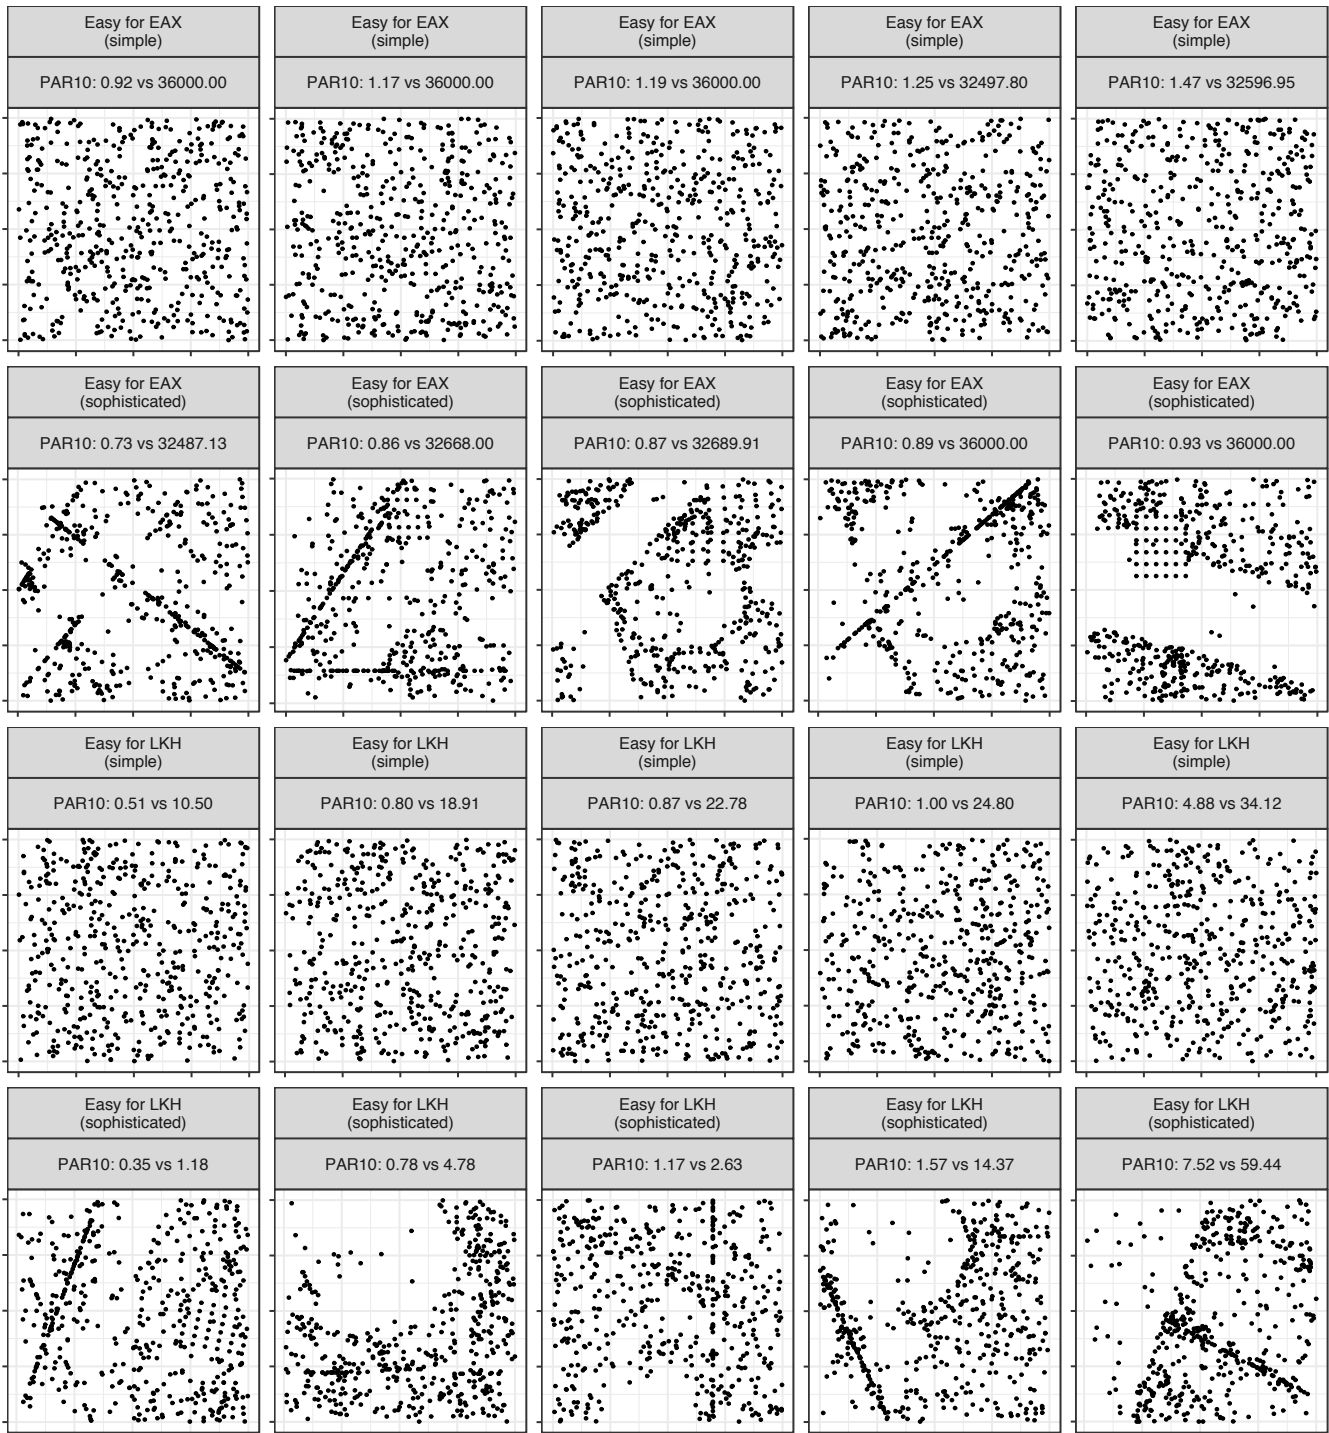 Easy for EAX
(simple)
PAR10: 0.92 vs 36000.00
Easy for EAX
(simple)
PAR10: 1.17 vs 36000.00
Easy for EAX
(simple)
PAR10: 1.19 vs 36000.00
Easy for EAX
(simple)
PAR10: 1.25 vs 32497.80
Easy for EAX
(simple)
PAR10: 1.47 vs 32596.95
Easy for EAX
(sophisticated)
PAR10: 0.73 vs 32487.13
Easy for EAX
(sophisticated)
PAR10: 0.86 vs 32668.00
Easy for EAX
(sophisticated)
PAR10: 0.87 vs 32689.91
Easy for EAX
(sophisticated)
PAR10: 0.89 vs 36000.00
Easy for EAX
(sophisticated)
PAR10: 0.93 vs 36000.00
Easy for LKH
(simple)
PAR10: 0.51 vs 10.50
Easy for LKH
(simple)
PAR10: 0.80 vs 18.91
Easy for LKH
(simple)
PAR10: 0.87 vs 22.78
Easy for LKH
(simple)
PAR10: 1.00 vs 24.80
Easy for LKH
(simple)
PAR10: 4.88 vs 34.12
Easy for LKH
(sophisticated)
PAR10: 0.35 vs 1.18
Easy for LKH
(sophisticated)
PAR10: 0.78 vs 4.78
Easy for LKH
(sophisticated)
PAR10: 1.17 vs 2.63
Easy for LKH
(sophisticated)
PAR10: 1.57 vs 14.37
Easy for LKH
(sophisticated)
PAR10: 7.52 vs 59.44